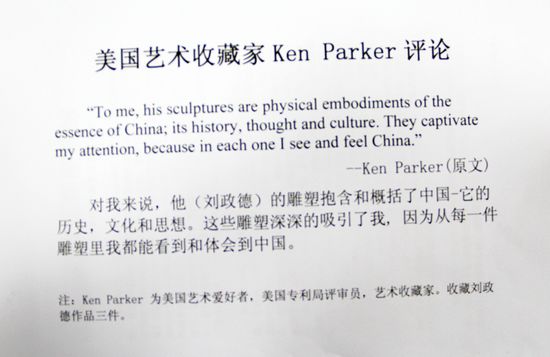 美国艺术收藏家 Ken Parker 评论
“To me, his sculptures are physical embodiments of the
essence of China; its history, thought and culture. They captivate
my attention, because in each one I see and feel China.”
--Ken Parker(原文)
对我来说，他（刘政德）的雕塑抱含和概括了中国-它的
历史，文化和思想。这些雕塑深深的吸引了我，因为从每一件
雕塑里我都能看到和体会到中国。
注：Ken Parker 为美国艺术爱好者，美国专利局评审员，艺术收藏家。收藏刘政
德作品三件。